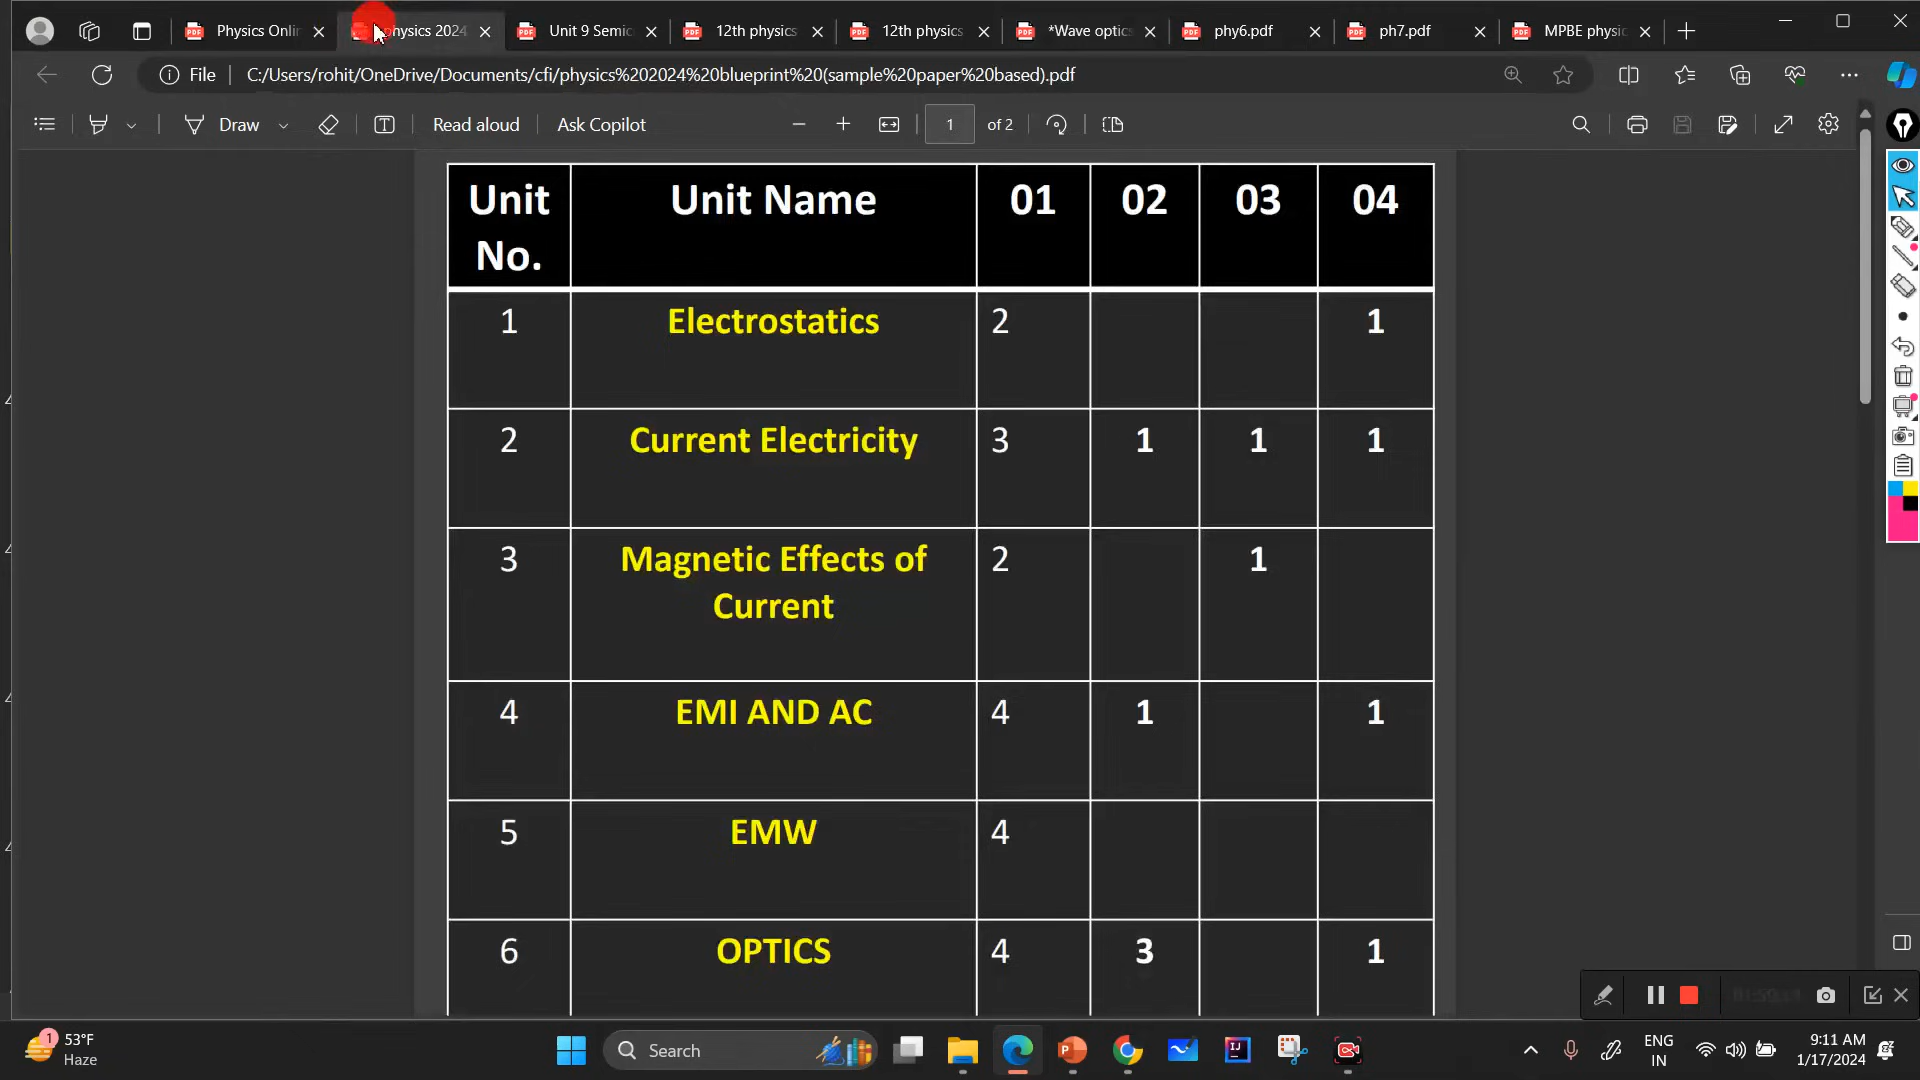 Physics Onlin
physics 2024
Unit 9 Semic
12th physics
12th physics
*Wave optics
phy6.pdf
ph7.pdf
MPBE physic
File
C:/Users/rohit/OneDrive/Documents/cfi/physics%202024%20blueprint%20(sample%20paper%20based).pdf
Draw
Read aloud
Ask Copilot
1
of 2
Unit No. Unit Name 01 02 03 04
1 Electrostatics 2 1
2 Current Electricity 3 1 1 1
3 Magnetic Effects of 2 1
Current
4 EMI AND AC 4 1 1
5 EMW 4
6 OPTICS 4 3 1
1
53°F
Haze
Search
ENG
IN
9:11 AM
1/17/2024